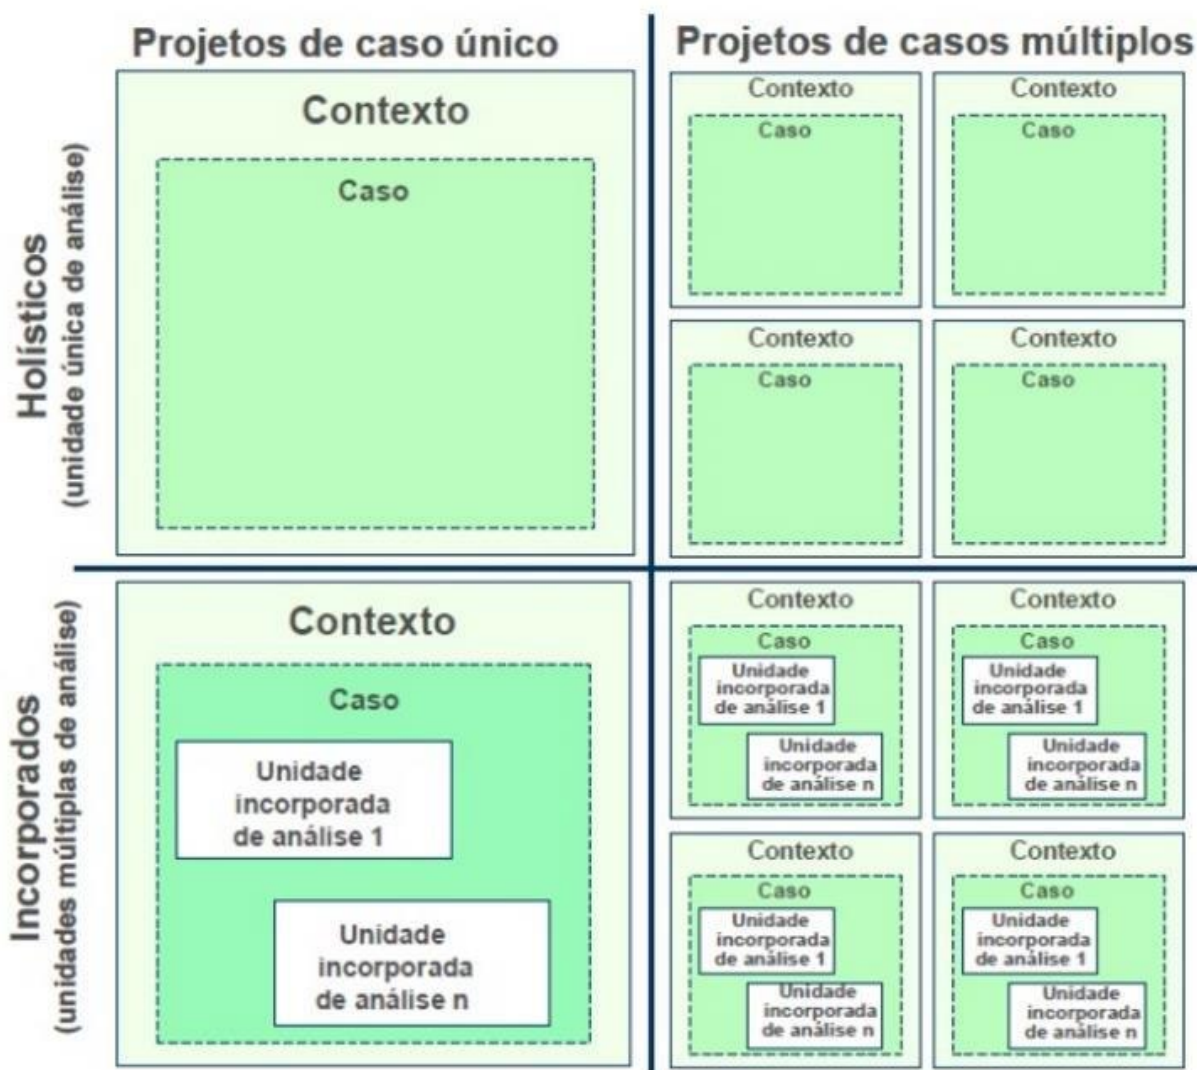 Projetos de caso único
Projetos de casos múltiplos
Holísticos
(unidade única de análise)
Contexto
Caso
Contexto
Caso
Contexto
Caso
Contexto
Caso
Contexto
Caso
Incorporados
(unidades múltiplas de análise)
Contexto
Caso
Unidade
incorporada
de análise 1
Unidade
incorporada
de análise n
Contexto
Caso
Unidade
incorporada
de análise 1
Unidade
incorporada
de análise n
Contexto
Caso
Unidade
incorporada
de análise 1
Unidade
incorporada
de análise n
Contexto
Caso
Unidade
incorporada
de análise 1
Unidade
incorporada
de análise n
Contexto
Caso
Unidade
incorporada
de análise 1
Unidade
incorporada
de análise n